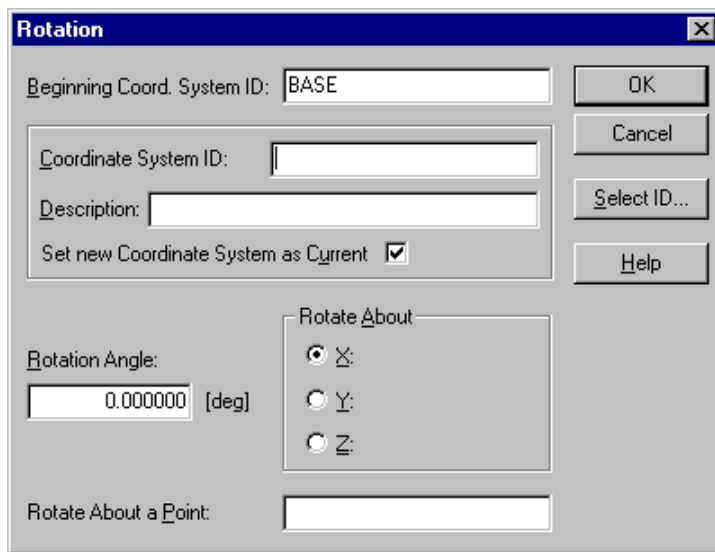 Rotation
Beginning Coord. System ID: BASE
OK
Cancel
Coordinate System ID:
Select ID...
Description:
Set new Coordinate System as Current
Help
Rotate About
Rotation Angle:
X:
0.000000 [deg]
Y:
Z:
Rotate About a Point: